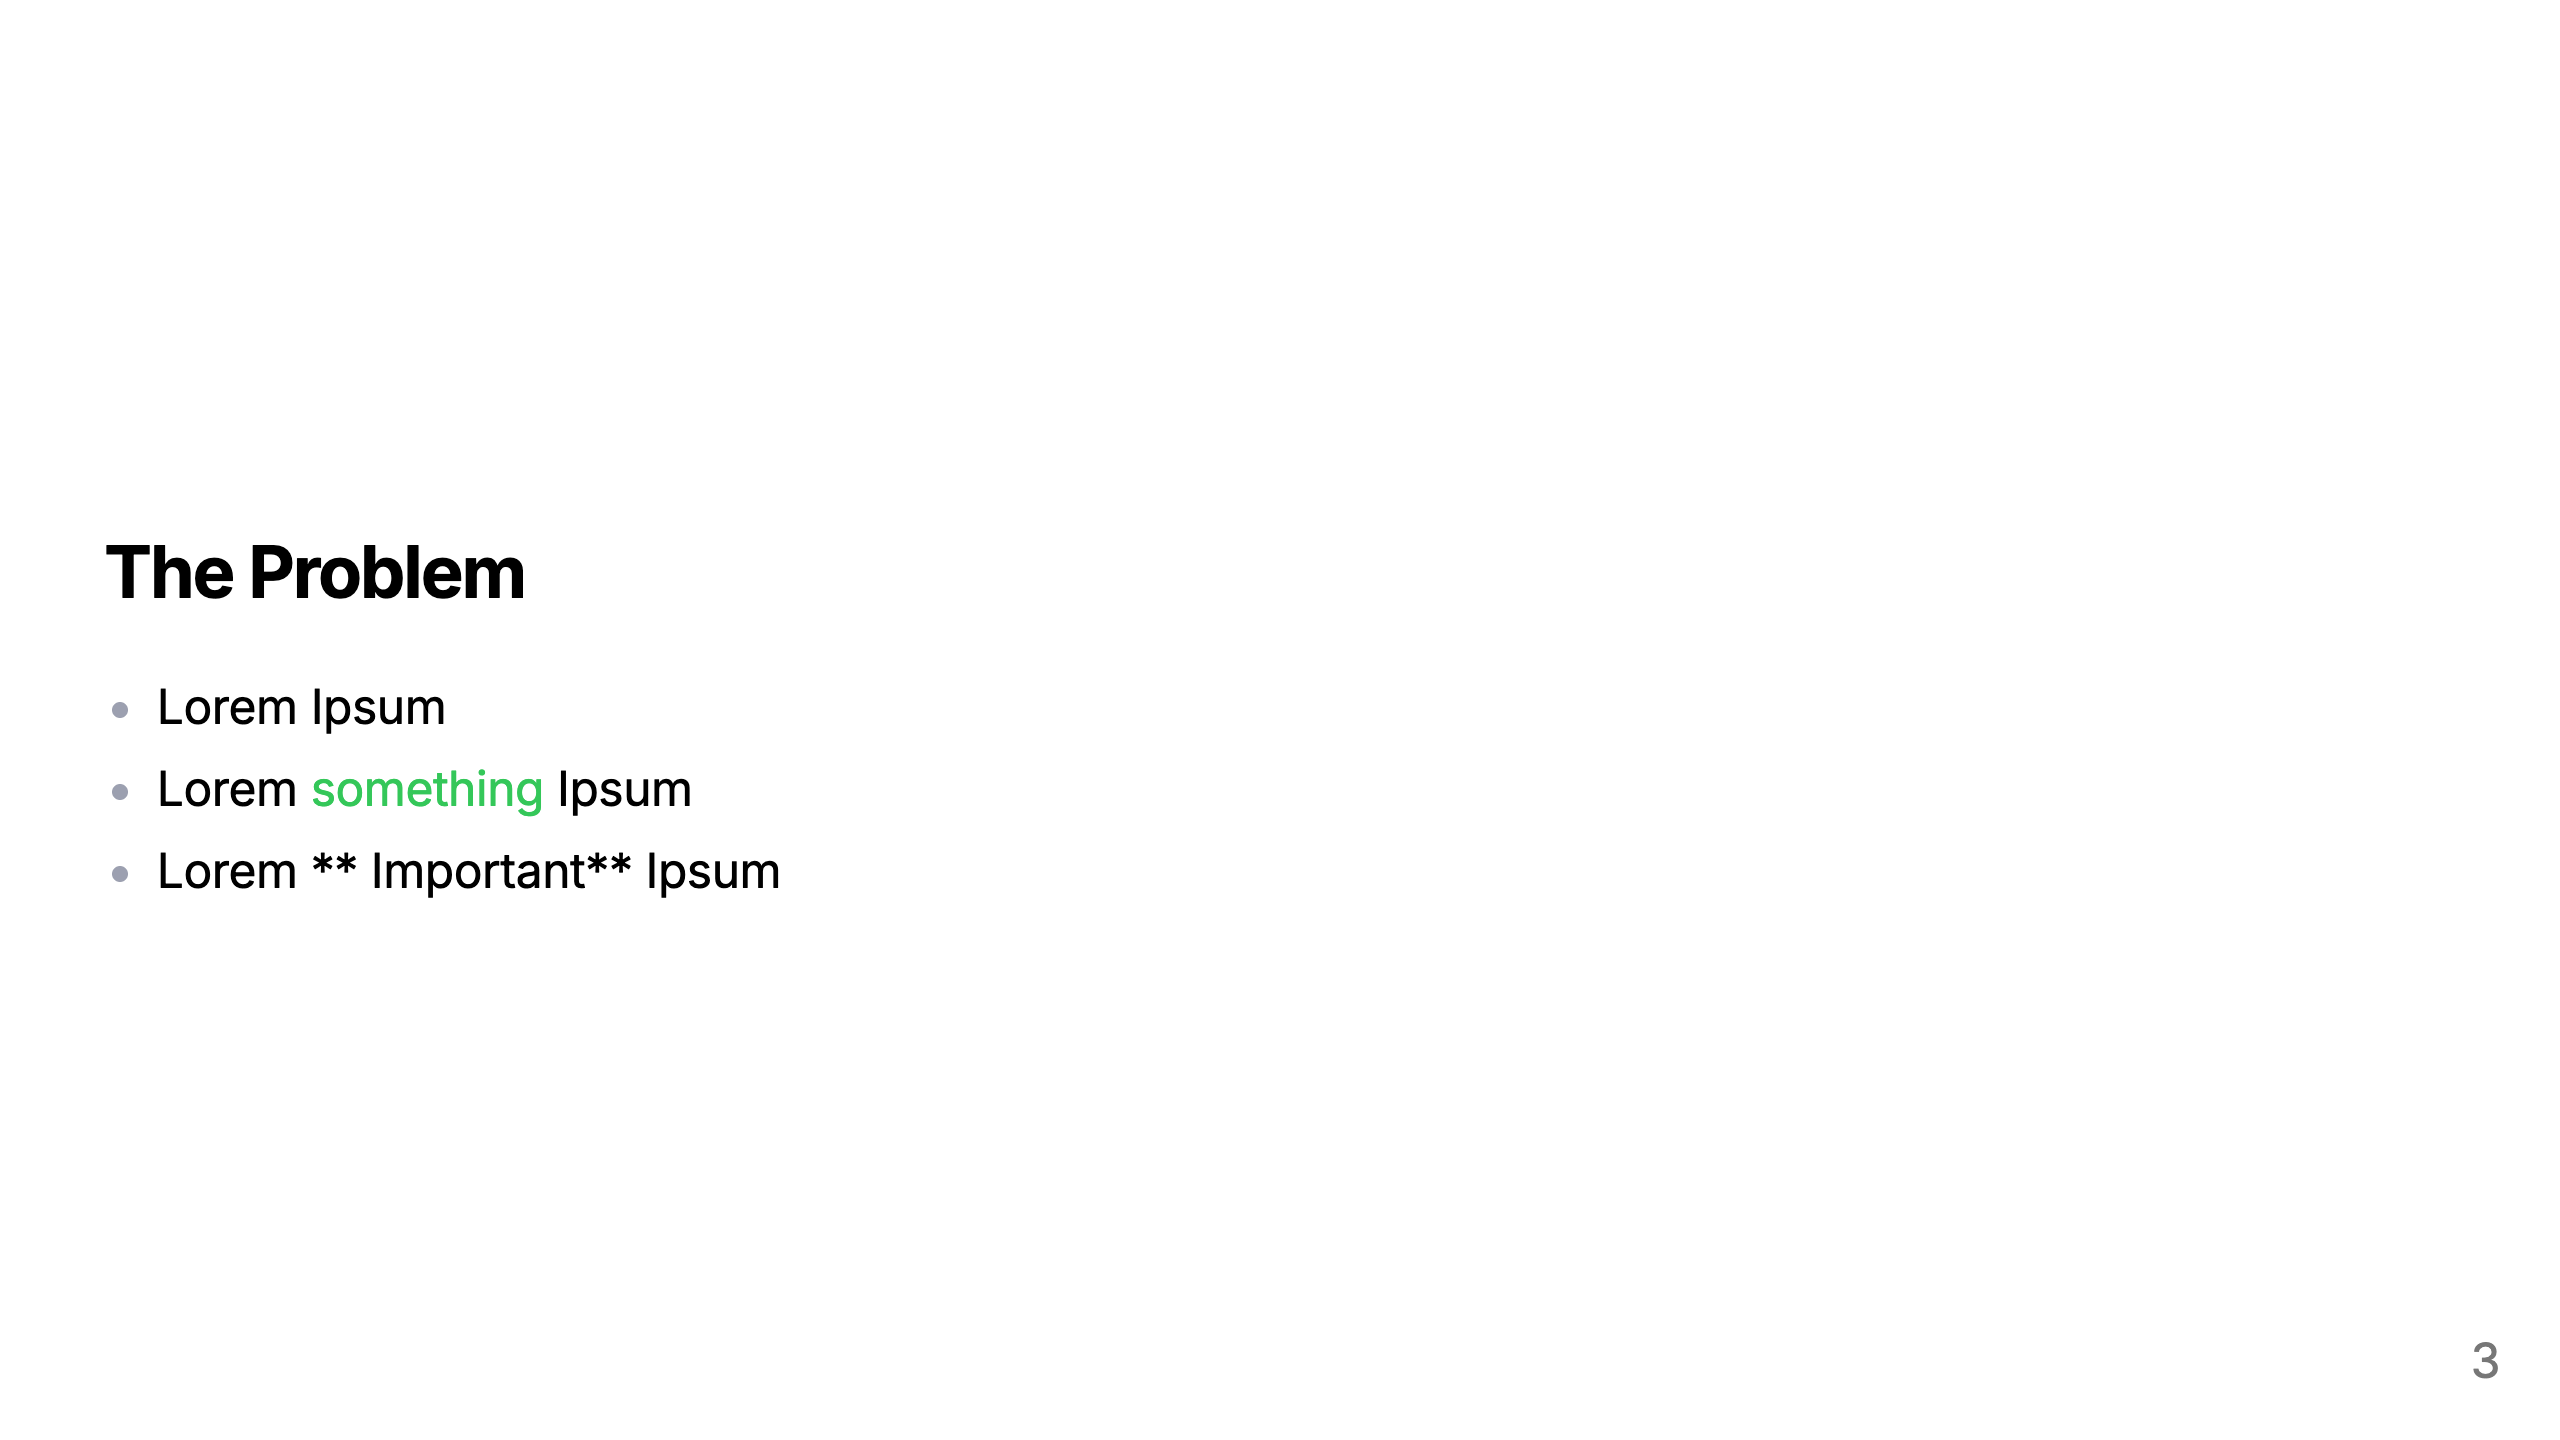 The Problem
• Lorem Ipsum
• Lorem something Ipsum
• Lorem ** Important** Ipsum
3